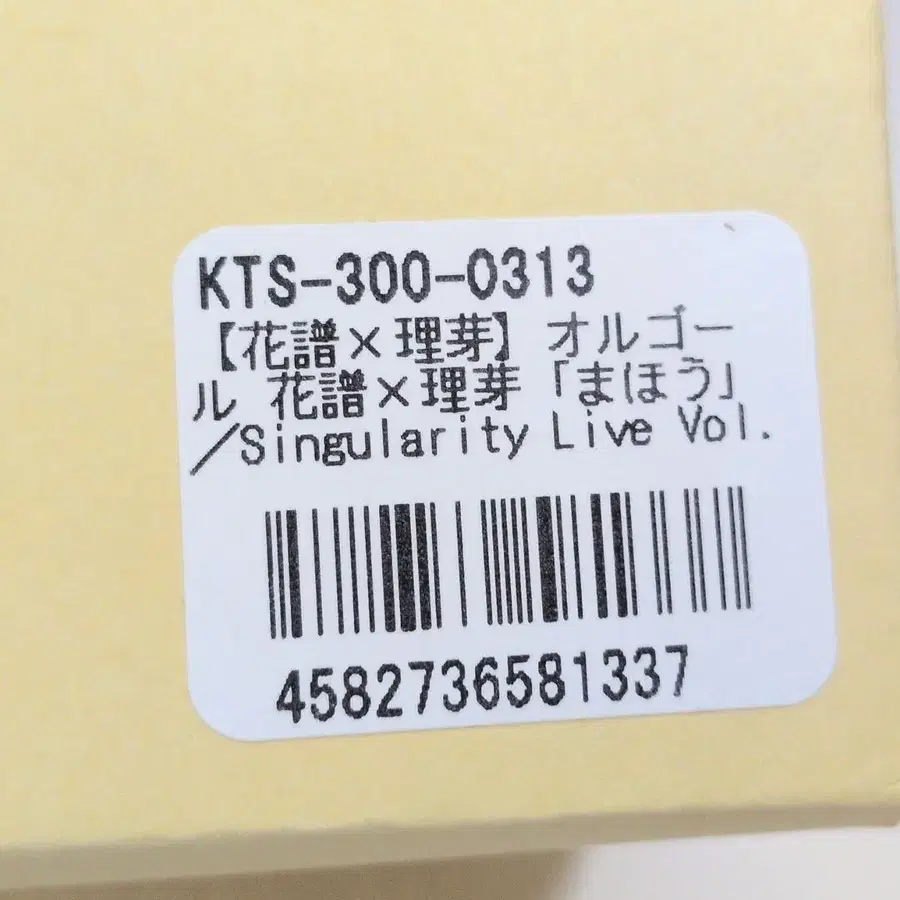 KTS-300-0313
【花譜×理芽】オルゴー
ル 花譜×理芽「まほう」
／Singularity Live Vol.
4582736581337